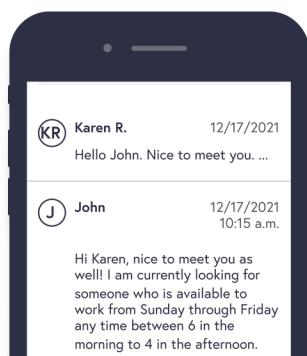 KR Karen R. 12/17/2021
Hello John. Nice to meet you. ...
J John 12/17/2021
10:15 a.m.
Hi Karen, nice to meet you as
well! I am currently looking for
someone who is available to
work from Sunday through Friday
any time between 6 in the
morning to 4 in the afternoon.